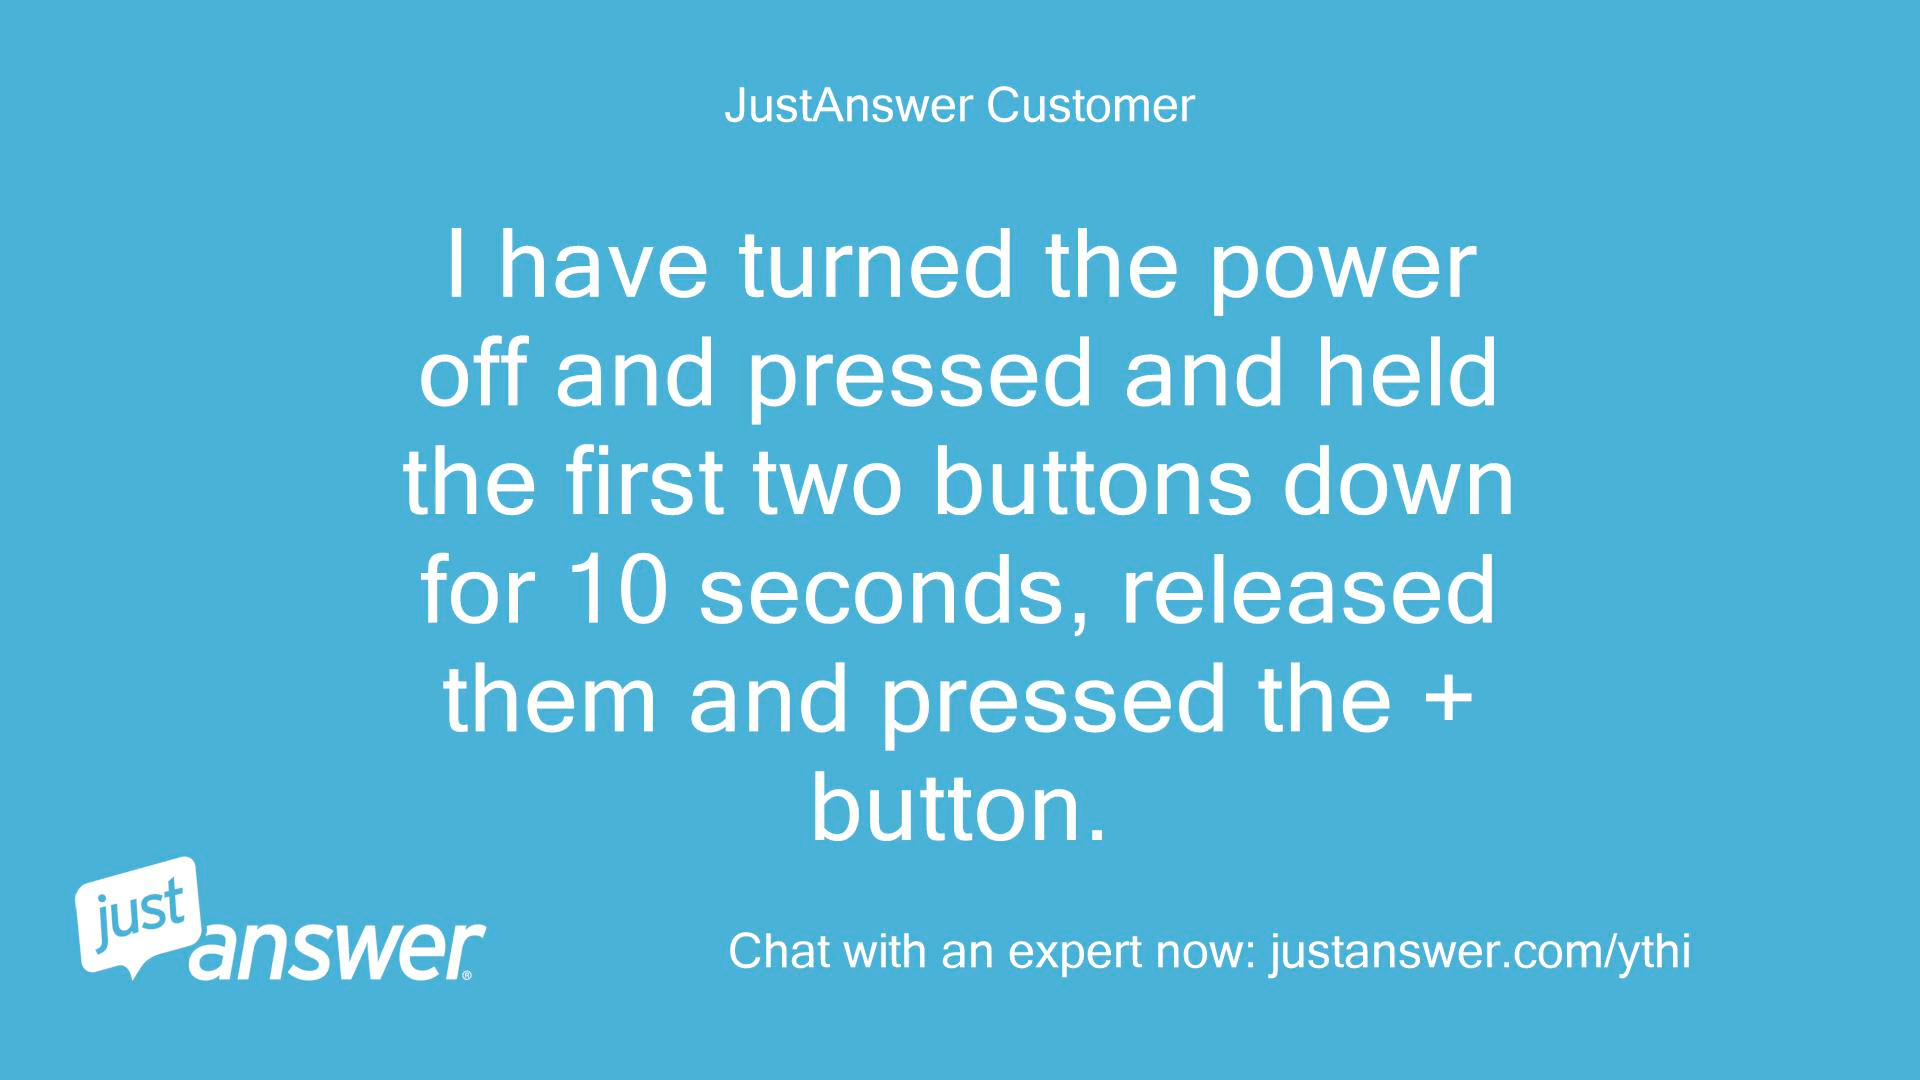 JustAnswer Customer
I have turned the power
off and pressed and held
the first two buttons down
for 10 seconds, released
them and pressed the +
button.
just
answer®
Chat with an expert now: justanswer.com/ythi